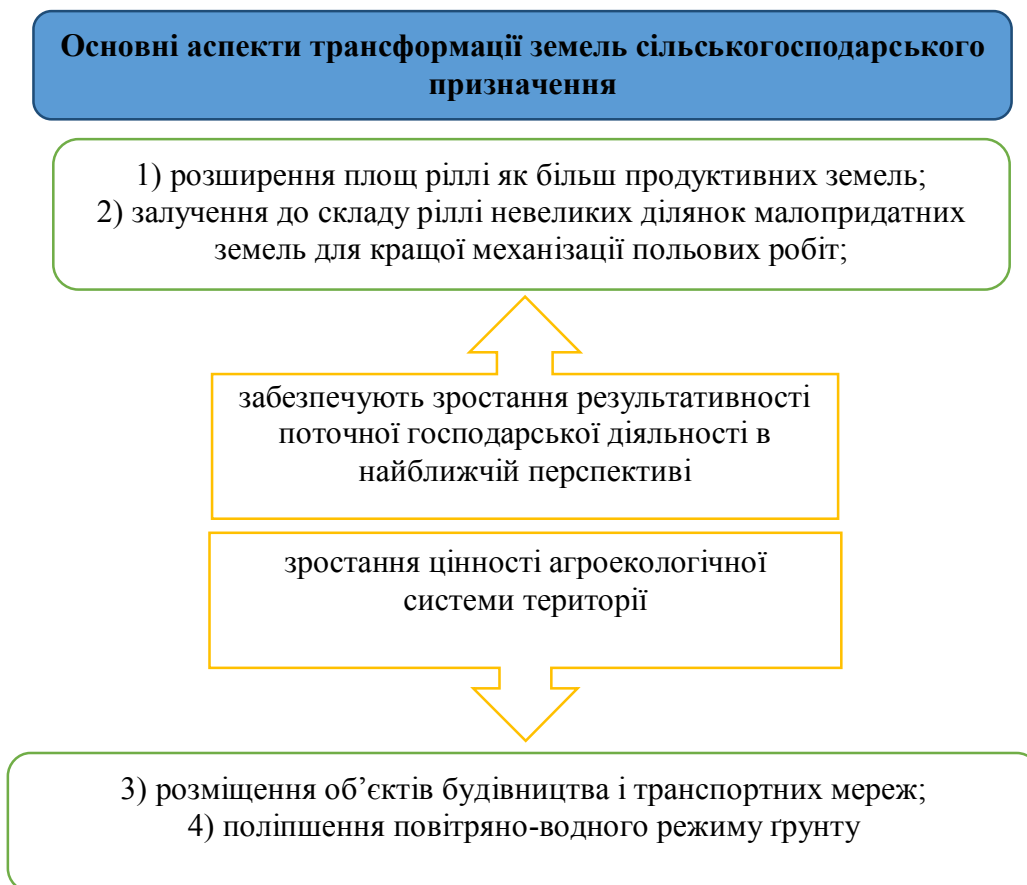 Основні аспекти трансформації земель сільськогосподарського
призначення
1) розширення площ ріллі як більш продуктивних земель;
2) залучення до складу ріллі невеликих ділянок малопридатних
земель для кращої механізації польових робіт;
забезпечують зростання результативності
поточної господарської діяльності в
найближчій перспективі
зростання цінності агроекологічної
системи території
3) розміщення об’єктів будівництва і транспортних мереж;
4) поліпшення повітряно-водного режиму ґрунту